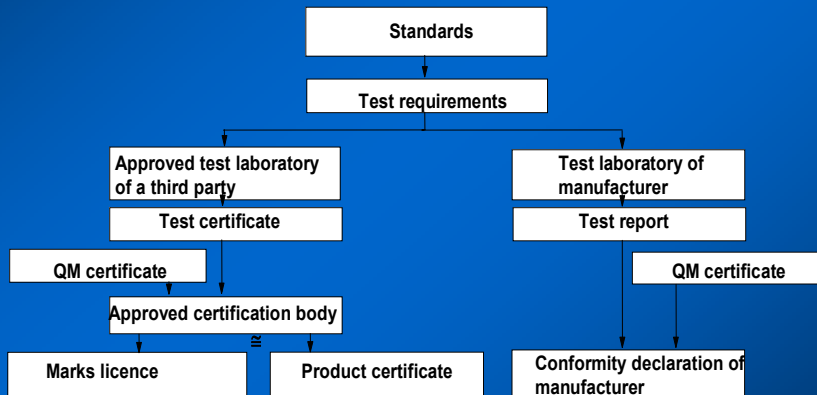 Standards
Test requirements
Approved test laboratory
of a third party
Test laboratory of
manufacturer
Test certificate
Test report
QM certificate
QM certificate
Approved certification body
≅
Marks licence
Product certificate
Conformity declaration of
manufacturer